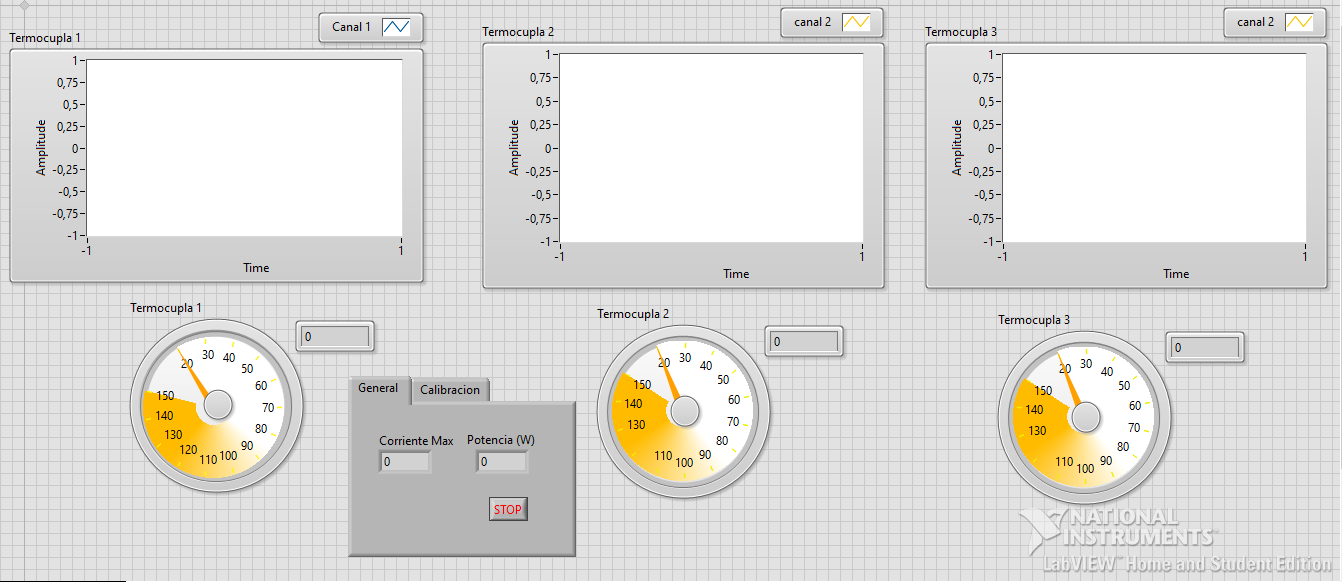 Termocupla 1
Canal 1
1
0,75
0,5
0,25
0
-0,25
-0,5
-0,75
-1
Amplitude
-1 1
Time
Termocupla 2
canal 2
1
0,75
0,5
0,25
0
-0,25
-0,5
-0,75
-1
Amplitude
-1 1
Time
Termocupla 3
canal 2
1
0,75
0,5
0,25
0
-0,25
-0,5
-0,75
-1
Amplitude
-1 1
Time
Termocupla 1
0
20 30 40 50 60 70 80 90 100 110 120 130 140 150
General Calibracion
Corriente Max Potencia (W)
0 0
STOP
Termocupla 2
0
20 30 40 50 60 70 80 90 100 110 130 140 150
Termocupla 3
0
20 30 40 50 60 70 80 90 100 110 130 140 150
NATIONAL
INSTRUMENTS™
LabVIEW™ Home and Student Edition